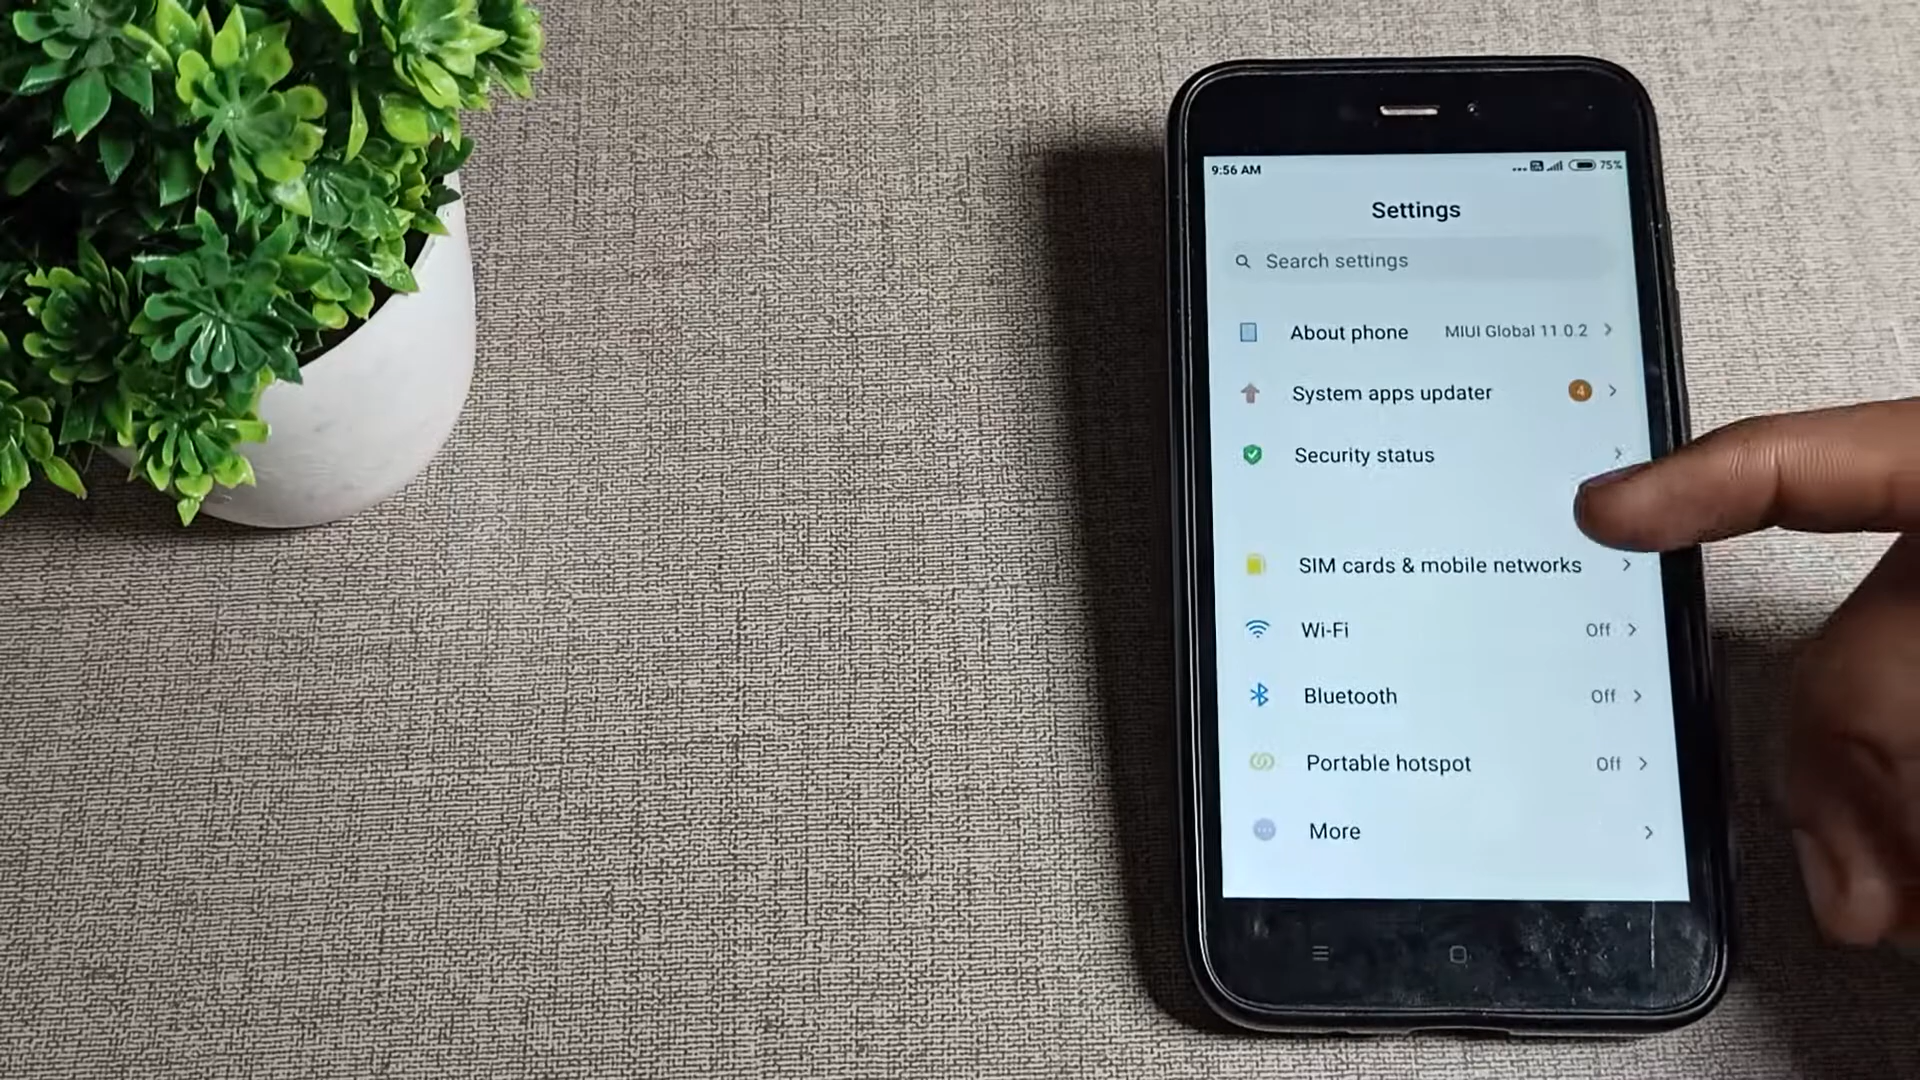 9:56 AM
75%
Settings
Search settings
About phone MIUI Global 11.0.2
System apps updater 4
Security status
SIM cards & mobile networks
Wi-Fi Off
Bluetooth Off
Portable hotspot Off
More